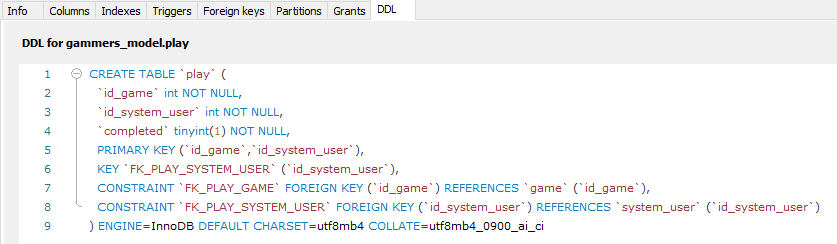 Info Columns Indexes Triggers Foreign keys Partitions Grants DDL
DDL for gammers_model.play
1 CREATE TABLE `play` (
2 `id_game` int NOT NULL,
3 `id_system_user` int NOT NULL,
4 `completed` tinyint(1) NOT NULL,
5 PRIMARY KEY (`id_game`,`id_system_user`),
6 KEY `FK_PLAY_SYSTEM_USER` (`id_system_user`),
7 CONSTRAINT `FK_PLAY_GAME` FOREIGN KEY (`id_game`) REFERENCES `game` (`id_game`),
8 CONSTRAINT `FK_PLAY_SYSTEM_USER` FOREIGN KEY (`id_system_user`) REFERENCES `system_user` (`id_system_user`)
9 ) ENGINE=InnoDB DEFAULT CHARSET=utf8mb4 COLLATE=utf8mb4_0900_ai_ci